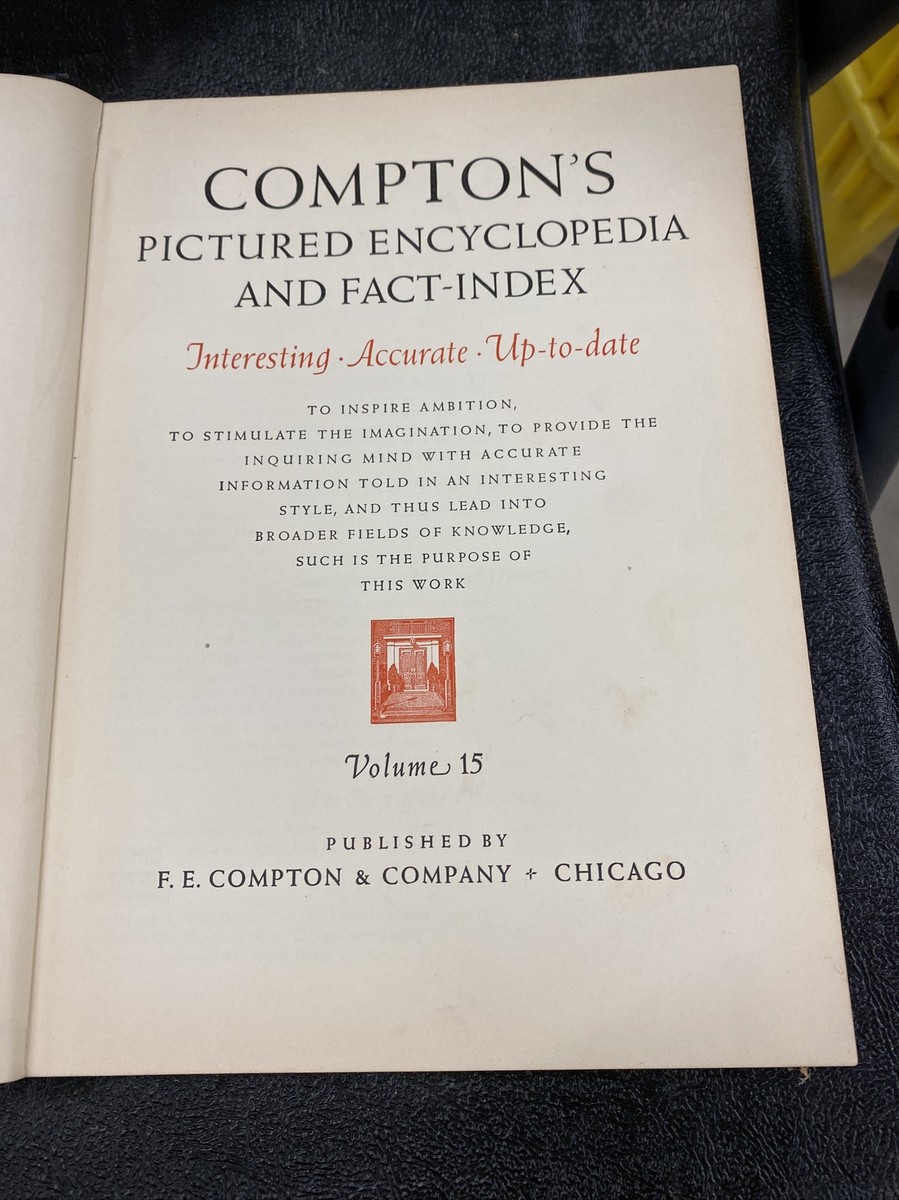 COMPTON'S
PICTURED ENCYCLOPEDIA
AND FACT-INDEX
Interesting · Accurate · Up-to-date
TO INSPIRE AMBITION,
TO STIMULATE THE IMAGINATION, TO PROVIDE THE
INQUIRING MIND WITH ACCURATE
INFORMATION TOLD IN AN INTERESTING
STYLE, AND THUS LEAD INTO
BROADER FIELDS OF KNOWLEDGE,
SUCH IS THE PURPOSE OF
THIS WORK
Volume 15
PUBLISHED BY
F. E. COMPTON & COMPANY + CHICAGO